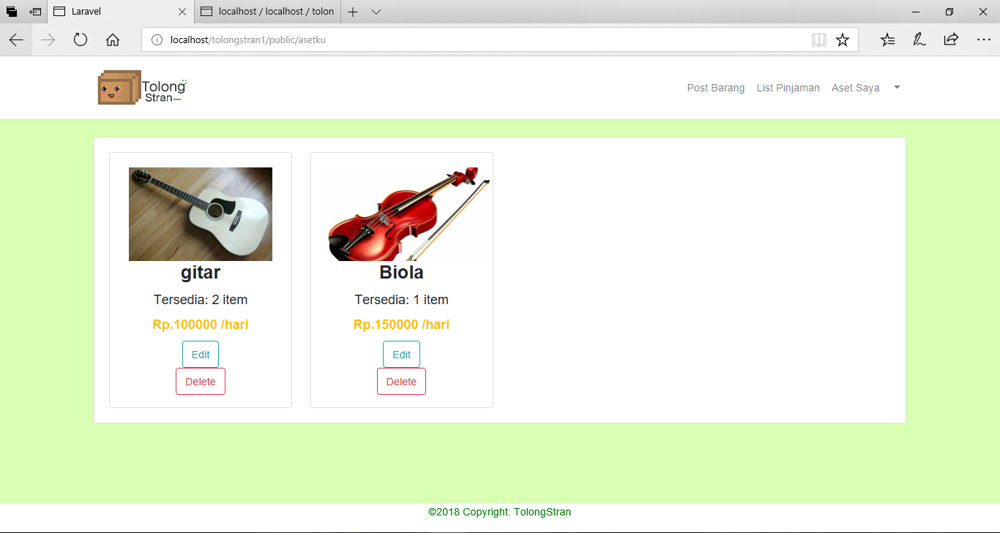 Laravel
localhost / localhost / tolon
localhost/tolongstran1/public/asetku
Tolong
Stran
Post Barang
List Pinjaman
Aset Saya
gitar
Tersedia: 2 item
Rp.100000 /hari
Edit
Delete
Biola
Tersedia: 1 item
Rp.150000 /hari
Edit
Delete
©2018 Copyright: TolongStran